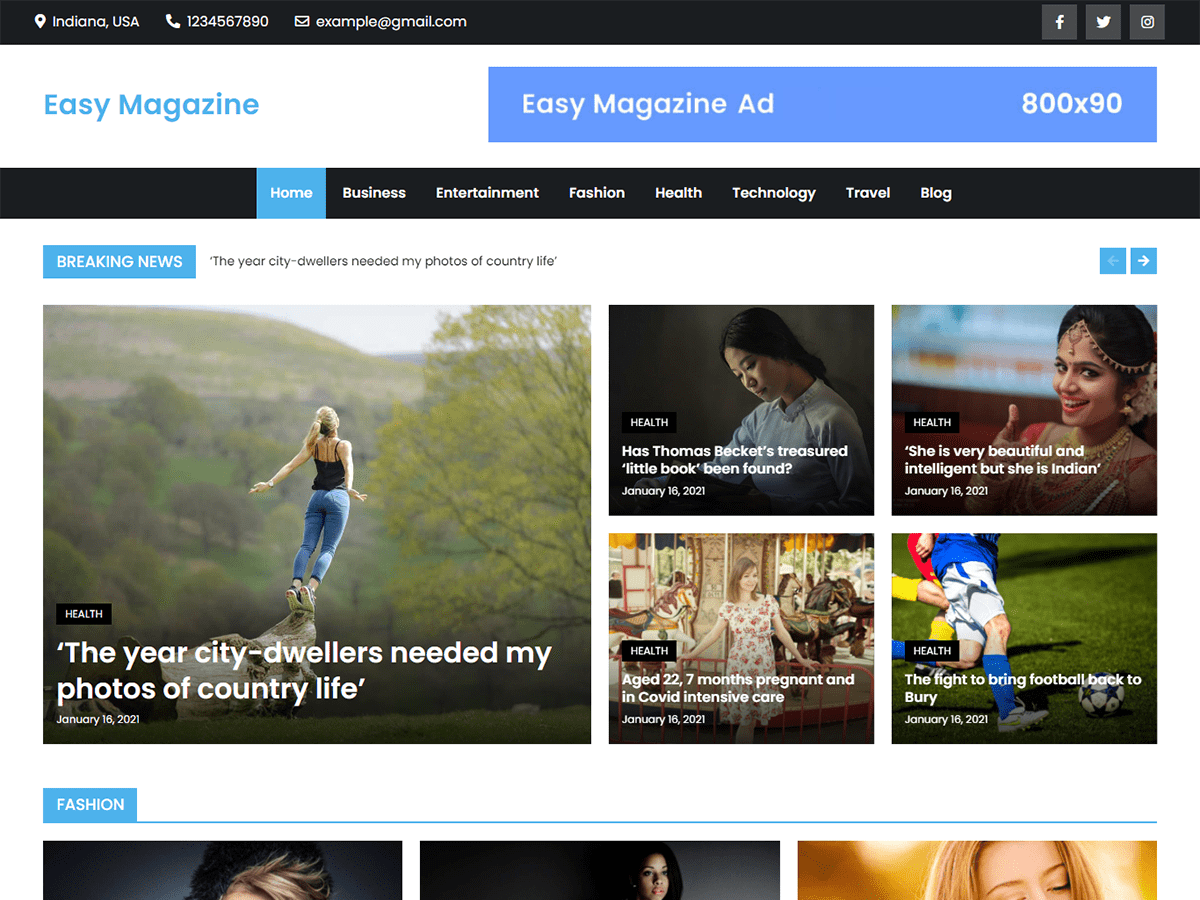 Indiana, USA 1234567890 example@gmail.com
Easy Magazine
Easy Magazine Ad 800x90
Home Business Entertainment Fashion Health Technology Travel Blog
BREAKING NEWS ‘The year city-dwellers needed my photos of country life’
HEALTH
‘The year city-dwellers needed my
photos of country life’
January 16, 2021
HEALTH
Has Thomas Becket’s treasured
‘little book’ been found?
January 16, 2021
HEALTH
‘She is very beautiful and
intelligent but she is Indian’
January 16, 2021
HEALTH
Aged 22, 7 months pregnant and
in Covid intensive care
January 16, 2021
HEALTH
The fight to bring football back to
Bury
January 16, 2021
FASHION